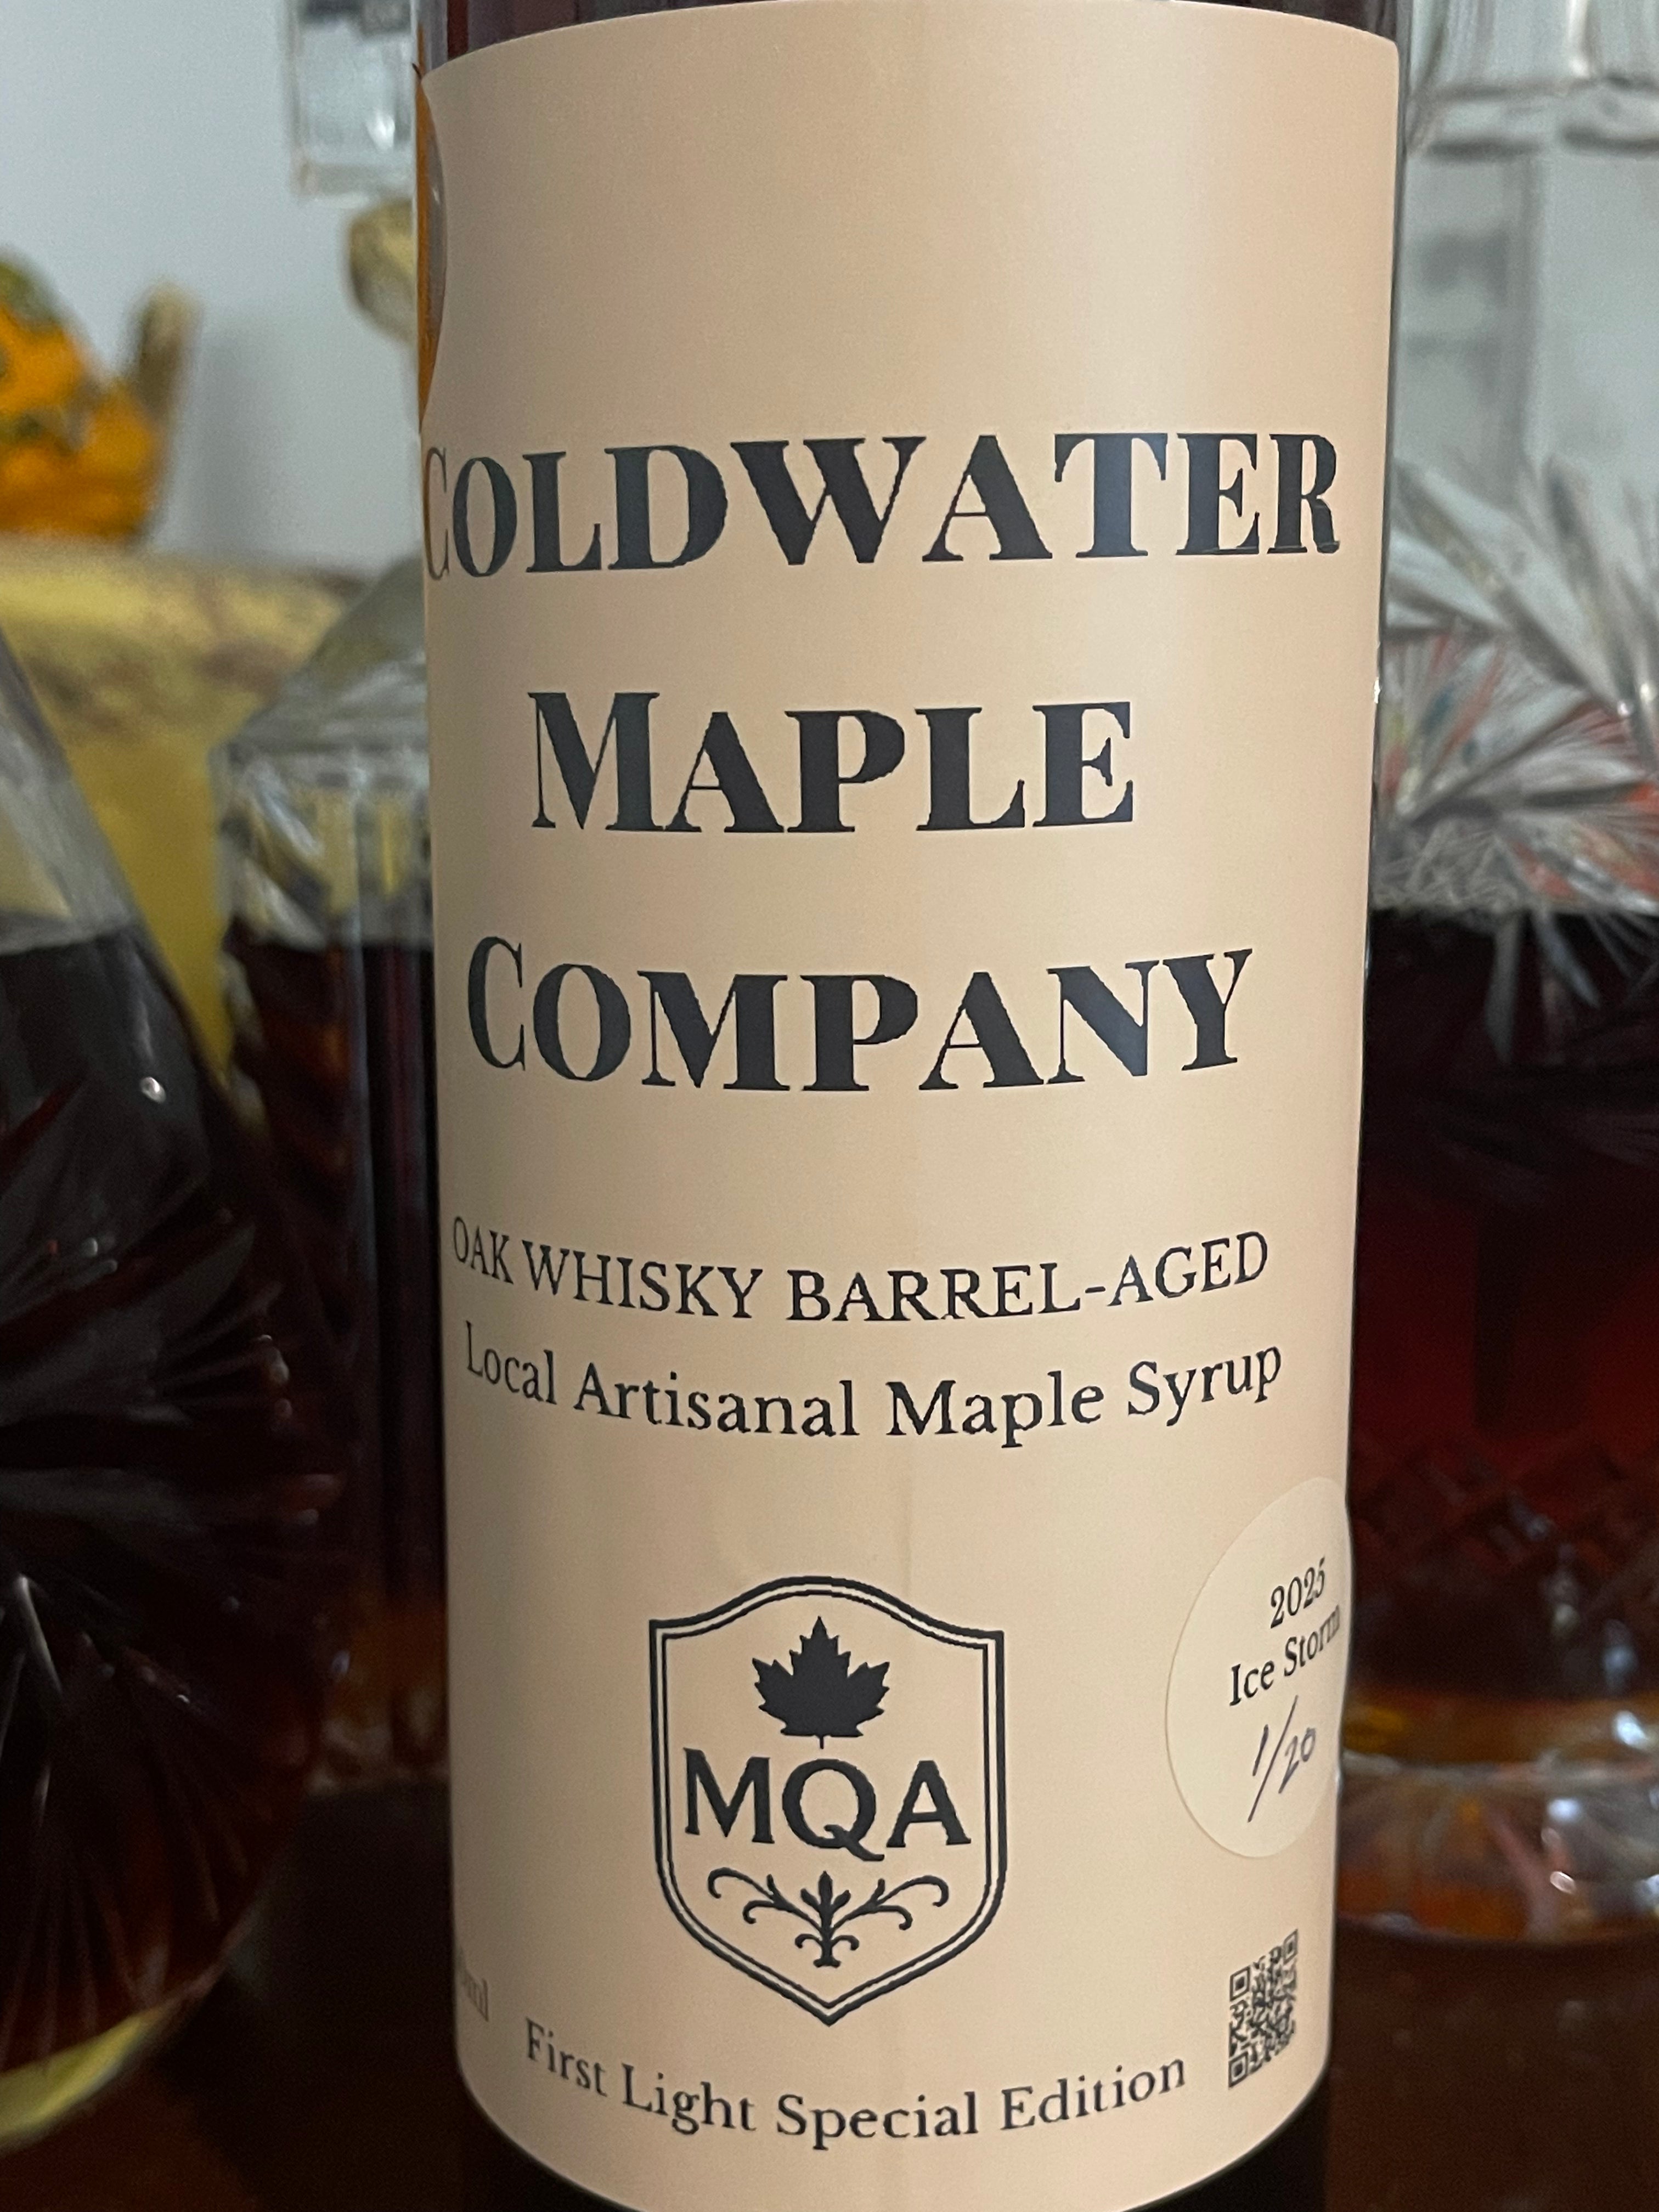 COLDWATER
MAPLE
COMPANY
OAK WHISKY BARREL-AGED
Local Artisanal Maple Syrup
2025
Ice Storm
1/20
MQA
First Light Special Edition